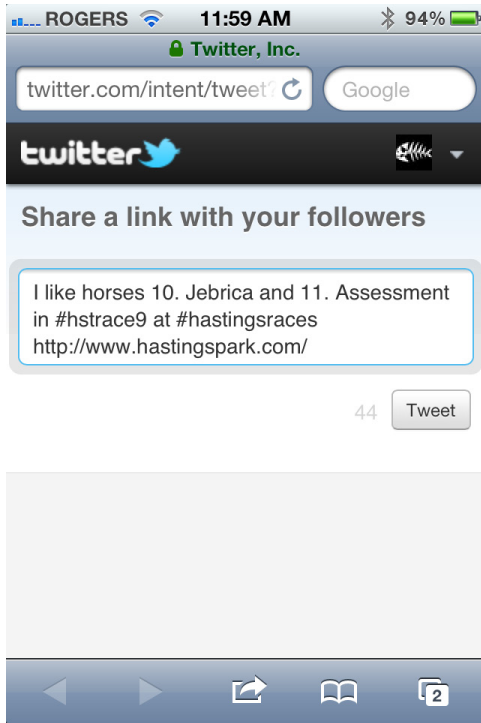 ROGERS 11:59 AM 94%
Twitter, Inc.
twitter.com/intent/tweet? Google
twitter
Share a link with your followers
I like horses 10. Jebrica and 11. Assessment
in #hstrace9 at #hastingsraces
http://www.hastingspark.com/
44 Tweet
2